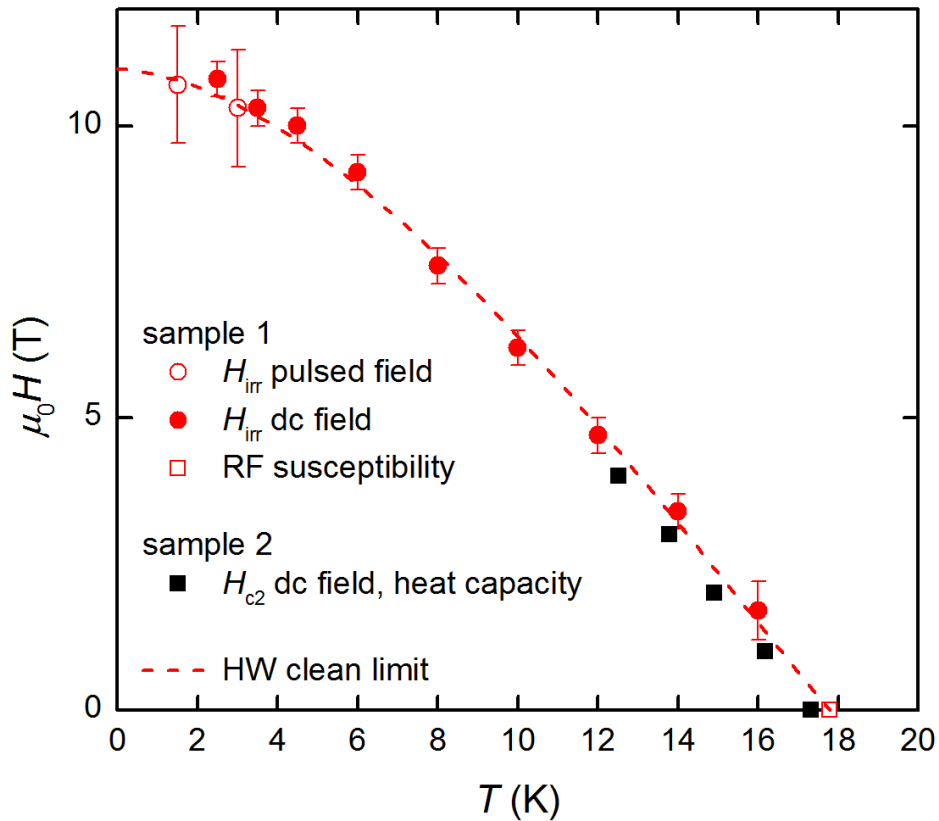 10
5
0
μ0H (T)
sample 1
Hirr pulsed field
Hirr dc field
RF susceptibility
sample 2
Hc2 dc field, heat capacity
HW clean limit
0 2 4 6 8 10 12 14 16 18 20
T (K)